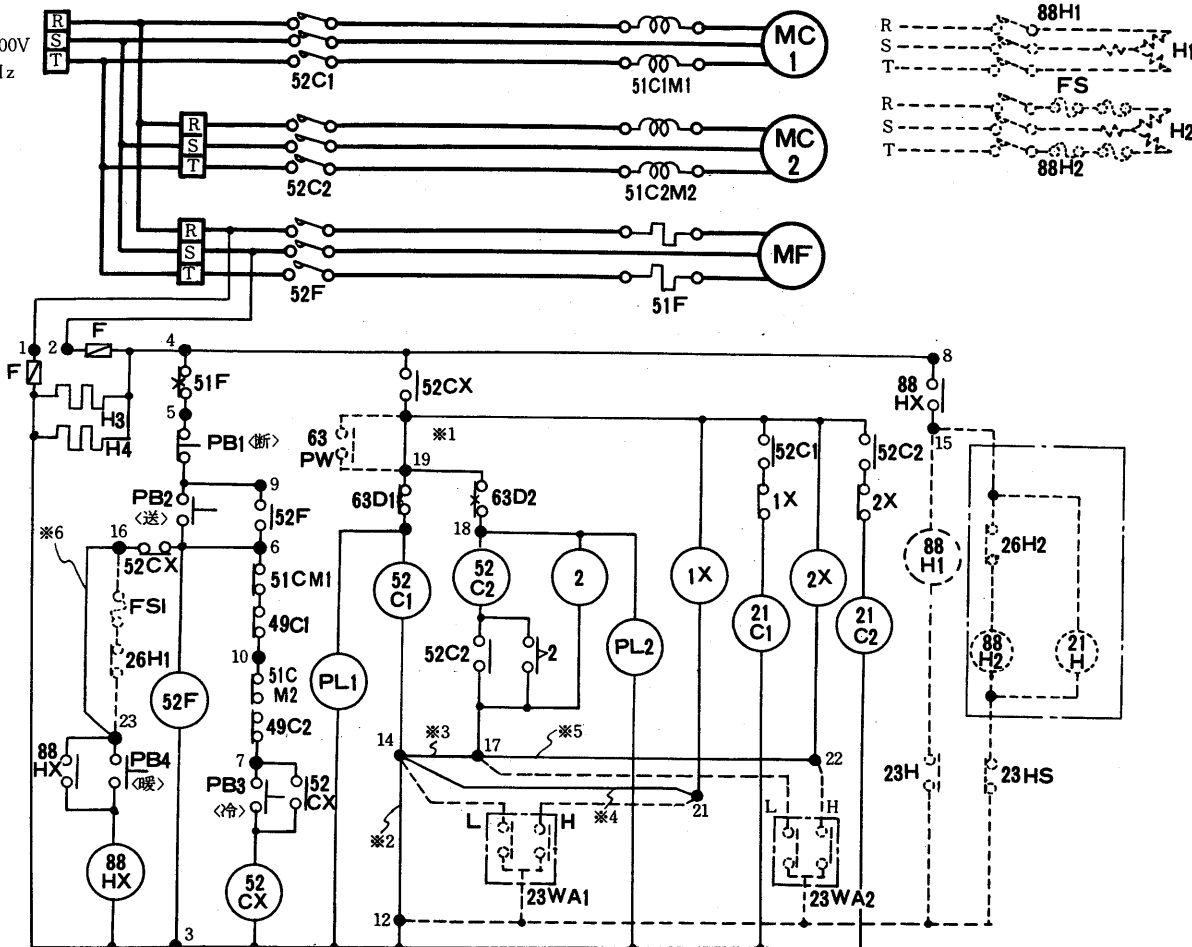 R
S
T
00V
Hz
52C1
51C1M1
MC
1
R
S
T
52C2
51C2M2
MC
2
R
S
T
52F
51F
MF
88H1
R
S
T
H1
FS
R
S
T
H2
88H2
1
2
F
4
8
F
51F
52CX
88
HX
H3
5
H4
PB1〈断〉
63
PW
※1
19
52C1
52C2
15
9
PB2
〈送〉
52F
63D1
63D2
1X
2X
※6
16
52CX
6
18
26H2
FSI
51CM1
52
C1
52
C2
2
1X
2X
88
H1
49C1
26H1
10
52C2
2
PL2
21
C1
21
C2
88
H2
21
H
51C
M2
PL1
52F
49C2
23
14
※3
17
※5
22
88
HX
PB4
〈暖〉
7
PB3
〈冷〉
52
CX
23H
23HS
※2
L
H
※4
21
L
H
88
HX
52
CX
23WA1
23WA2
12
3